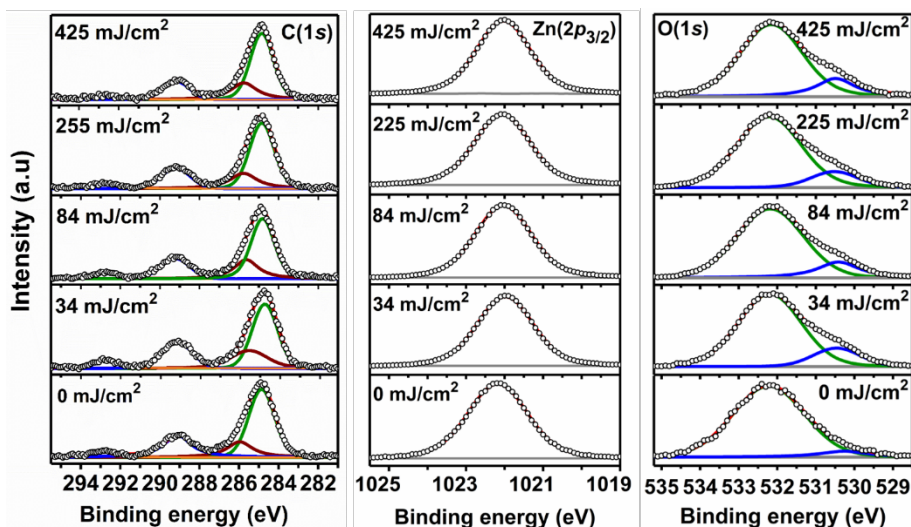 Intensity (a.u)
425 mJ/cm²
C(1s)
255 mJ/cm²
84 mJ/cm²
34 mJ/cm²
0 mJ/cm²
294 292 290 288 286 284 282
Binding energy (eV)
425 mJ/cm²
Zn(2p₃/₂)
225 mJ/cm²
84 mJ/cm²
34 mJ/cm²
0 mJ/cm²
1025 1023 1021 1019
Binding energy (eV)
O(1s)
425 mJ/cm²
225 mJ/cm²
84 mJ/cm²
34 mJ/cm²
0 mJ/cm²
535 534 533 532 531 530 529
Binding energy (eV)